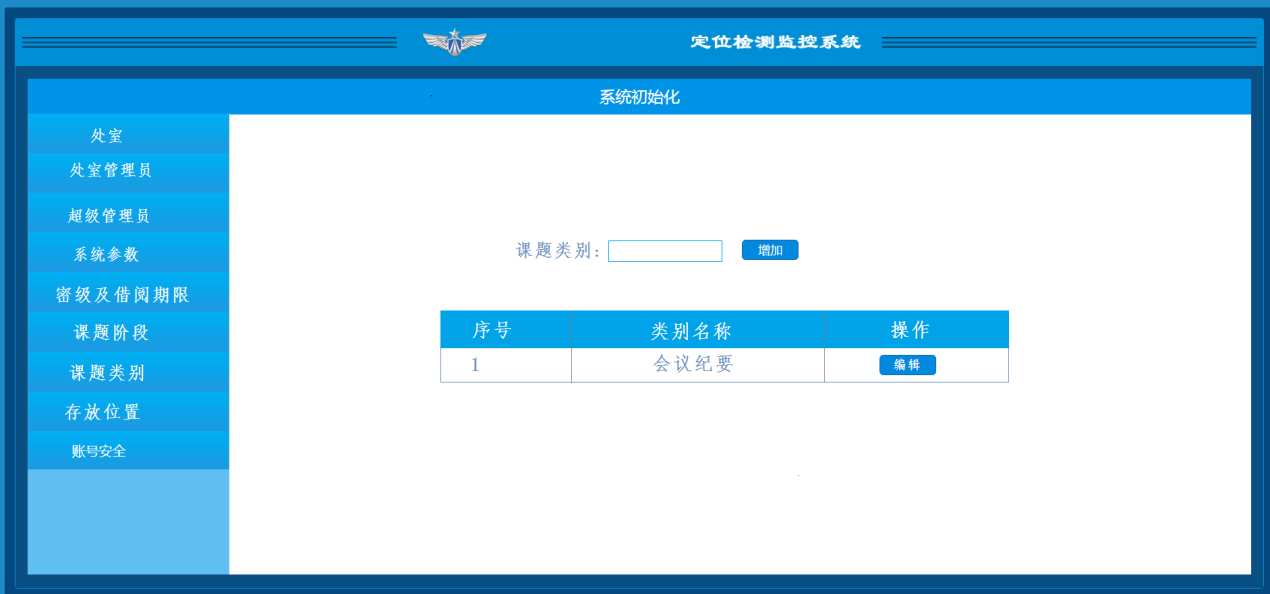 定位检测监控系统
系统初始化
处室
处室管理员
超级管理员
系统参数
密级及借阅期限
课题阶段
课题类别
存放位置
账号安全
课题类别: 增加
序号 类别名称 操作
1 会议纪要 编辑